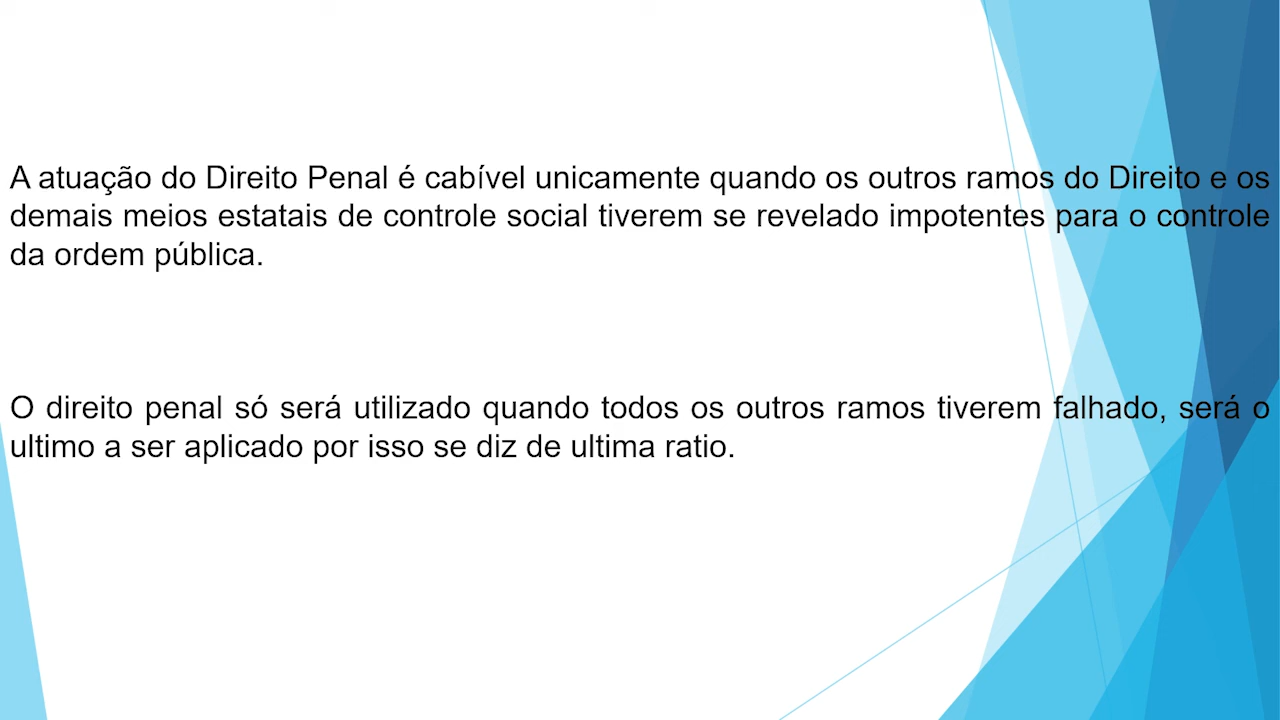 A atuação do Direito Penal é cabível unicamente quando os outros ramos do Direito e os
demais meios estatais de controle social tiverem se revelado impotentes para o controle
da ordem pública.
O direito penal só será utilizado quando todos os outros ramos tiverem falhado, será o
ultimo a ser aplicado por isso se diz de ultima ratio.